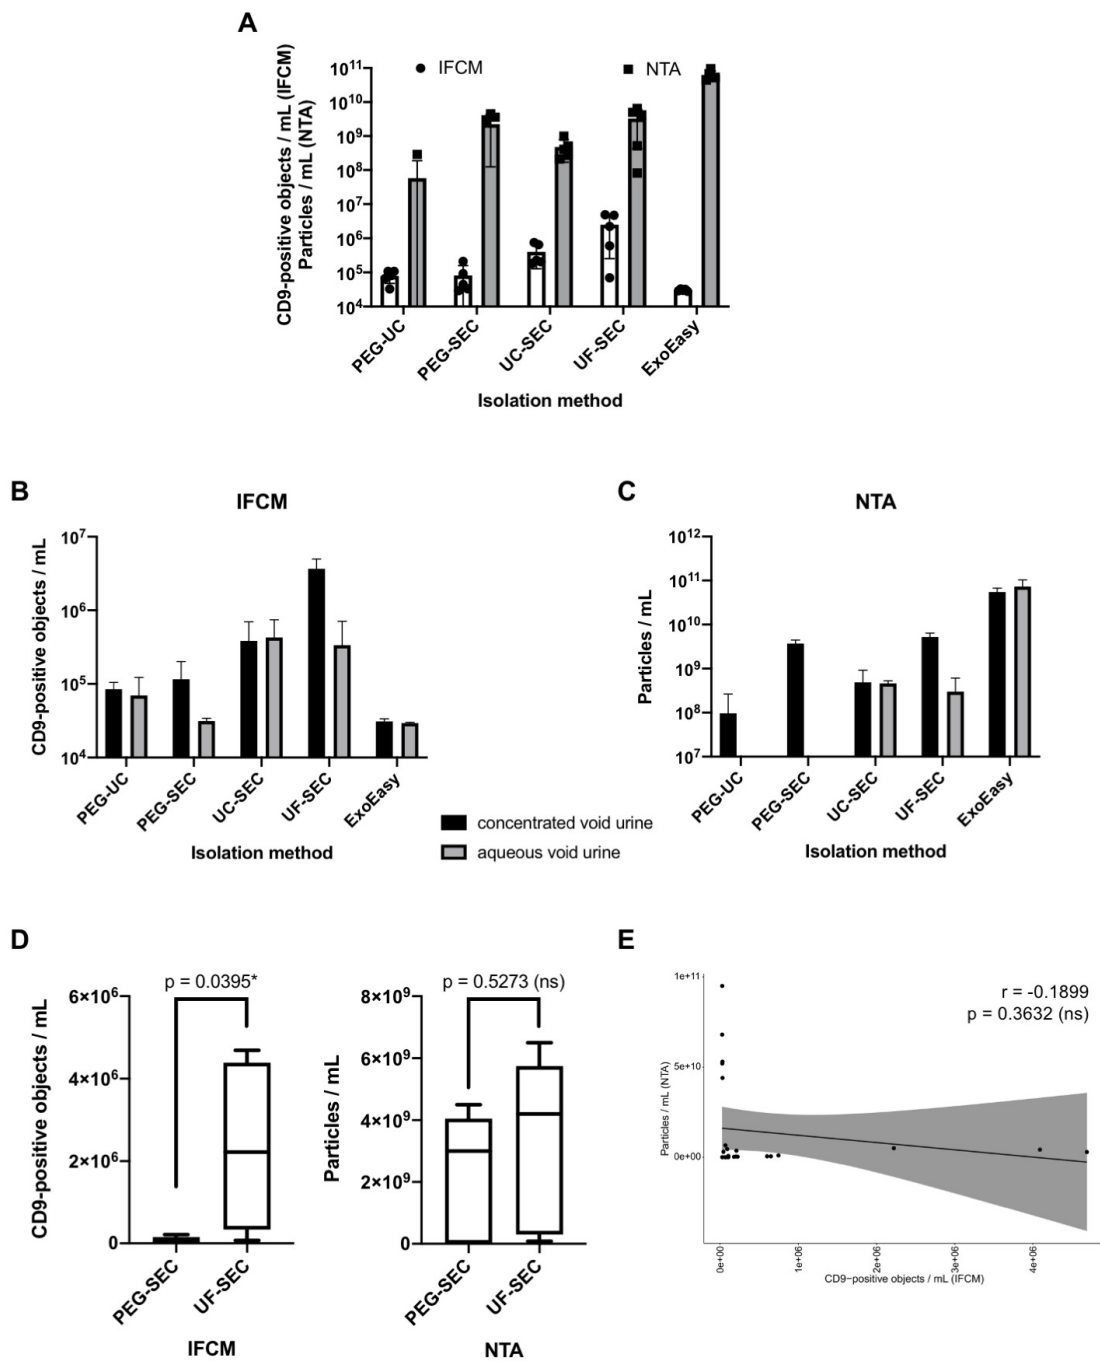 A
CD9-positive objects / mL (IFCM)
Particles / mL (NTA)
IFCM
NTA
10¹¹
10¹⁰
10⁹
10⁸
10⁷
10⁶
10⁵
10⁴
PEG-UC
PEG-SEC
UC-SEC
UF-SEC
ExoEasy
Isolation method
B
IFCM
CD9-positive objects / mL
10⁷
10⁶
10⁵
10⁴
PEG-UC
PEG-SEC
UC-SEC
UF-SEC
ExoEasy
Isolation method
C
NTA
Particles / mL
10¹²
10¹¹
10¹⁰
10⁹
10⁸
10⁷
PEG-UC
PEG-SEC
UC-SEC
UF-SEC
ExoEasy
Isolation method
concentrated void urine
aqueous void urine
D
CD9-positive objects / mL
p = 0.0395*
6×10⁶
4×10⁶
2×10⁶
0
PEG-SEC
UF-SEC
IFCM
Particles / mL
p = 0.5273 (ns)
8×10⁹
6×10⁹
4×10⁹
2×10⁹
0
PEG-SEC
UF-SEC
NTA
E
r = -0.1899
p = 0.3632 (ns)
Particles / mL (NTA)
1e+11
5e+10
0e+00
0e+00
1e+06
2e+06
3e+06
4e+06
CD9−positive objects / mL (IFCM)